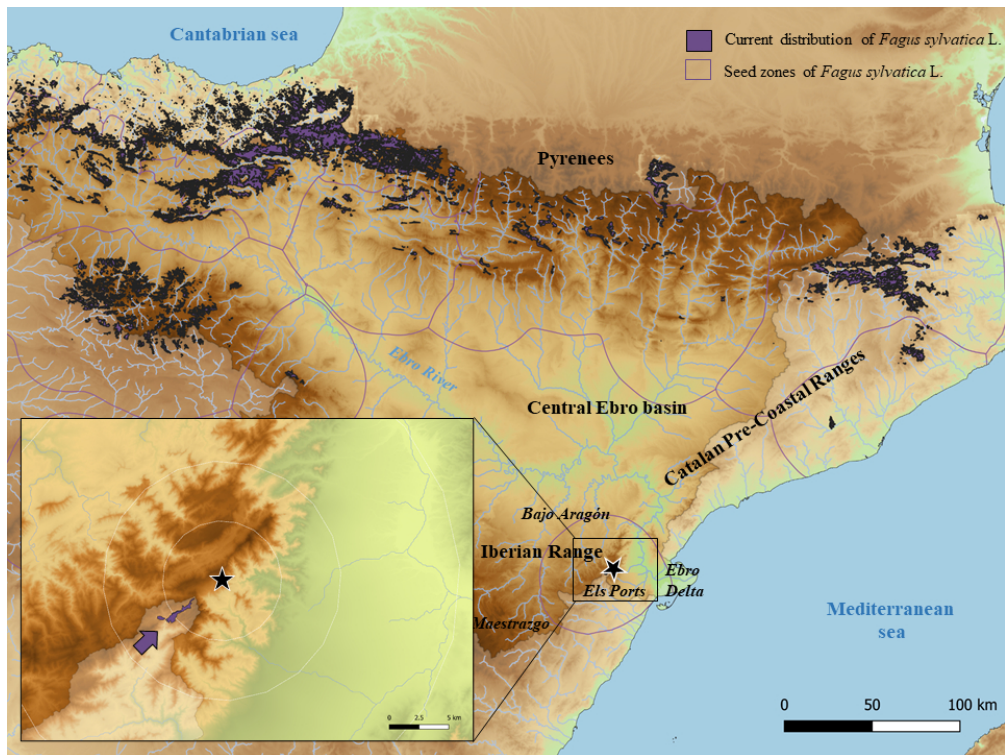 Cantabrian sea
Current distribution of Fagus sylvatica L.
Seed zones of Fagus sylvatica L.
Pyrenees
Ebro River
Central Ebro basin
Catalan Pre-Coastal Ranges
Bajo Aragón
Iberian Range
Els Ports
Ebro
Delta
Maestrazgo
Mediterranean
sea
0 2.5 5 km
0 50 100 km